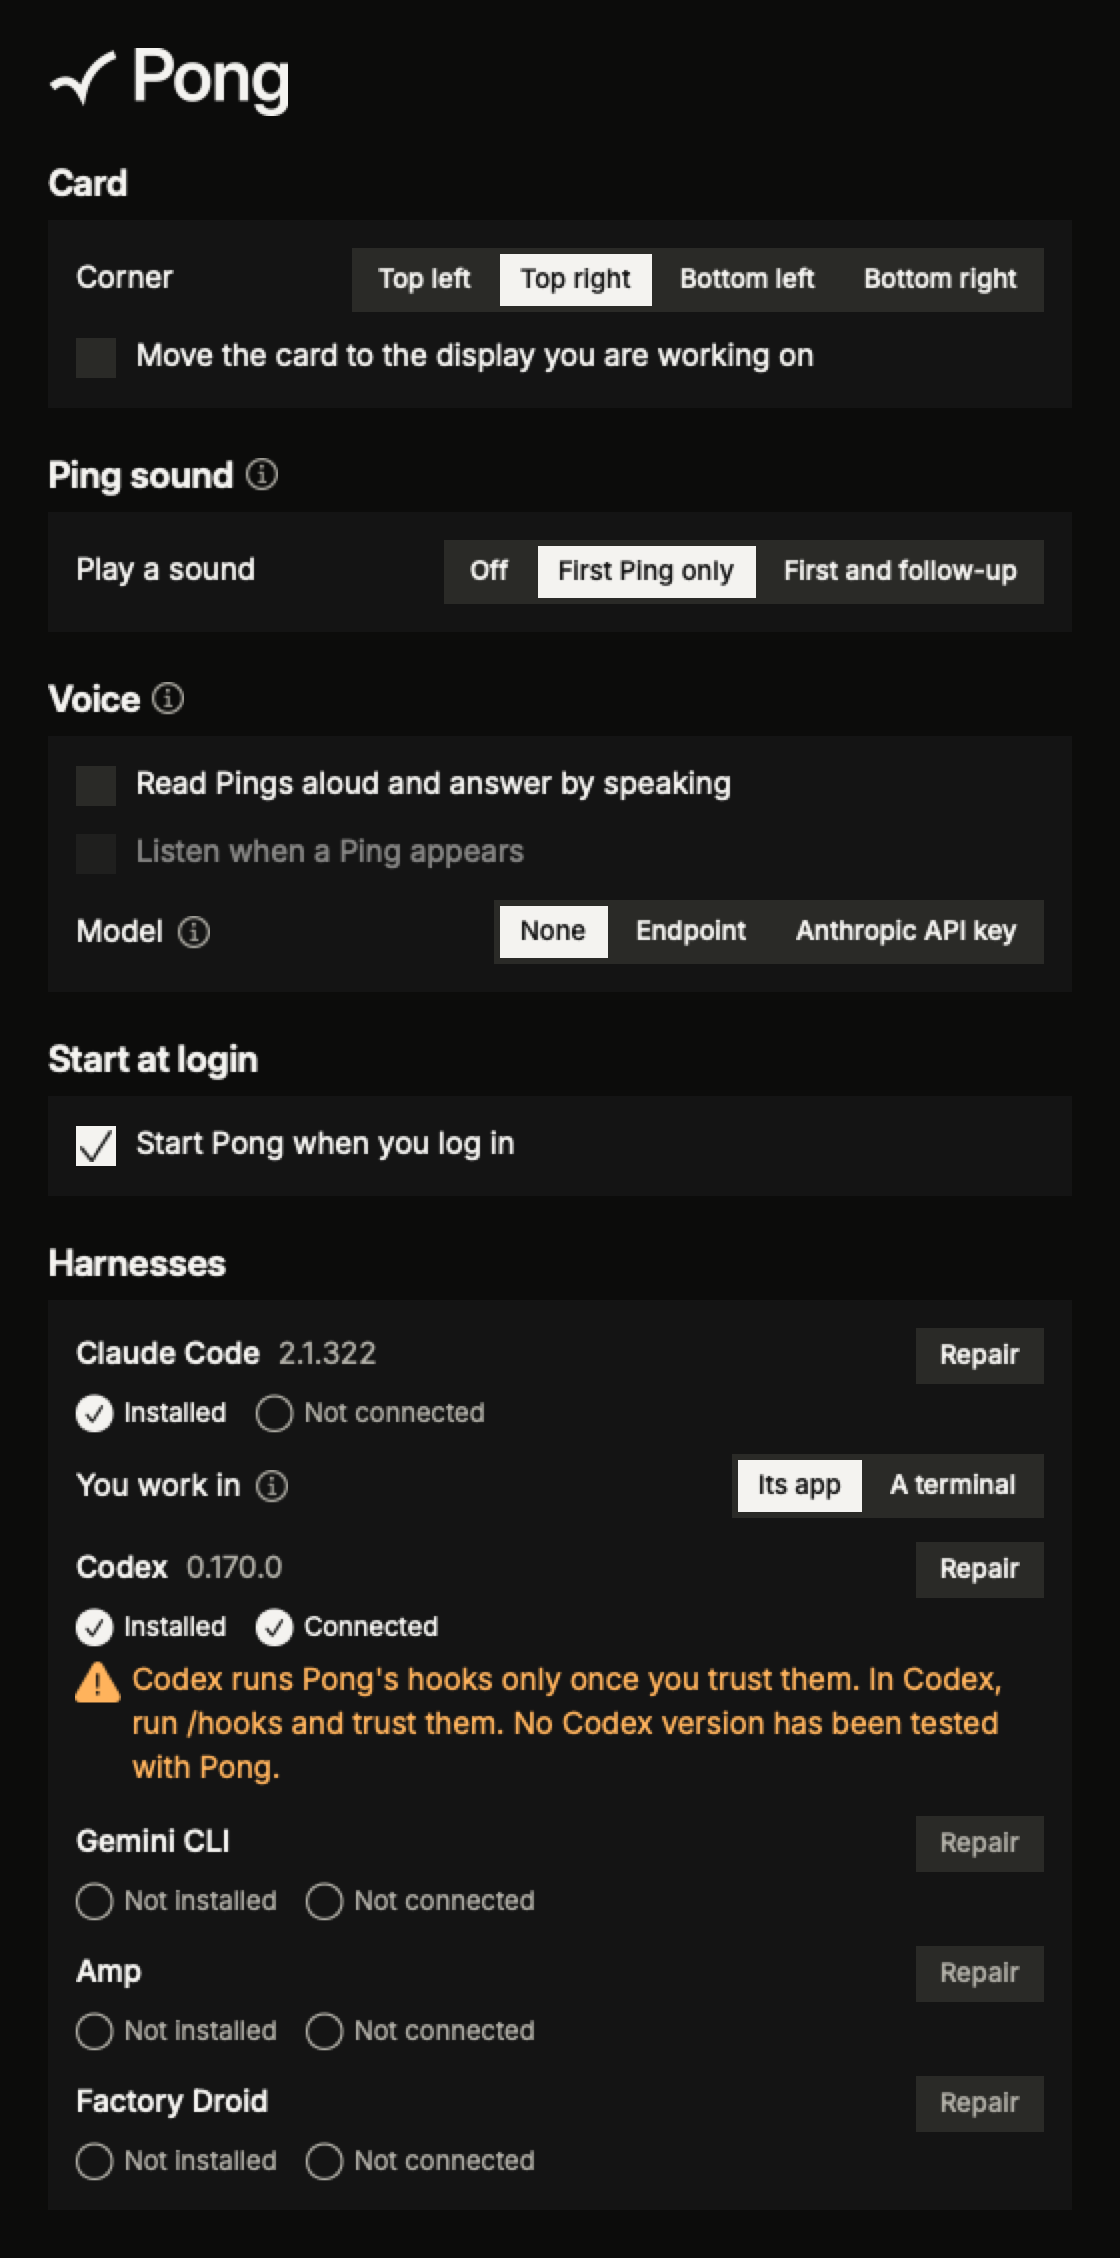 Pong
Card
Corner
Top left Top right Bottom left Bottom right
Move the card to the display you are working on
Ping sound
Play a sound
Off First Ping only First and follow-up
Voice
Read Pings aloud and answer by speaking
Listen when a Ping appears
Model
None Endpoint Anthropic API key
Start at login
Start Pong when you log in
Harnesses
Claude Code 2.1.322
Repair
Installed Not connected
You work in
Its app A terminal
Codex 0.170.0
Repair
Installed Connected
Codex runs Pong's hooks only once you trust them. In Codex,
run /hooks and trust them. No Codex version has been tested
with Pong.
Gemini CLI
Repair
Not installed Not connected
Amp
Repair
Not installed Not connected
Factory Droid
Repair
Not installed Not connected